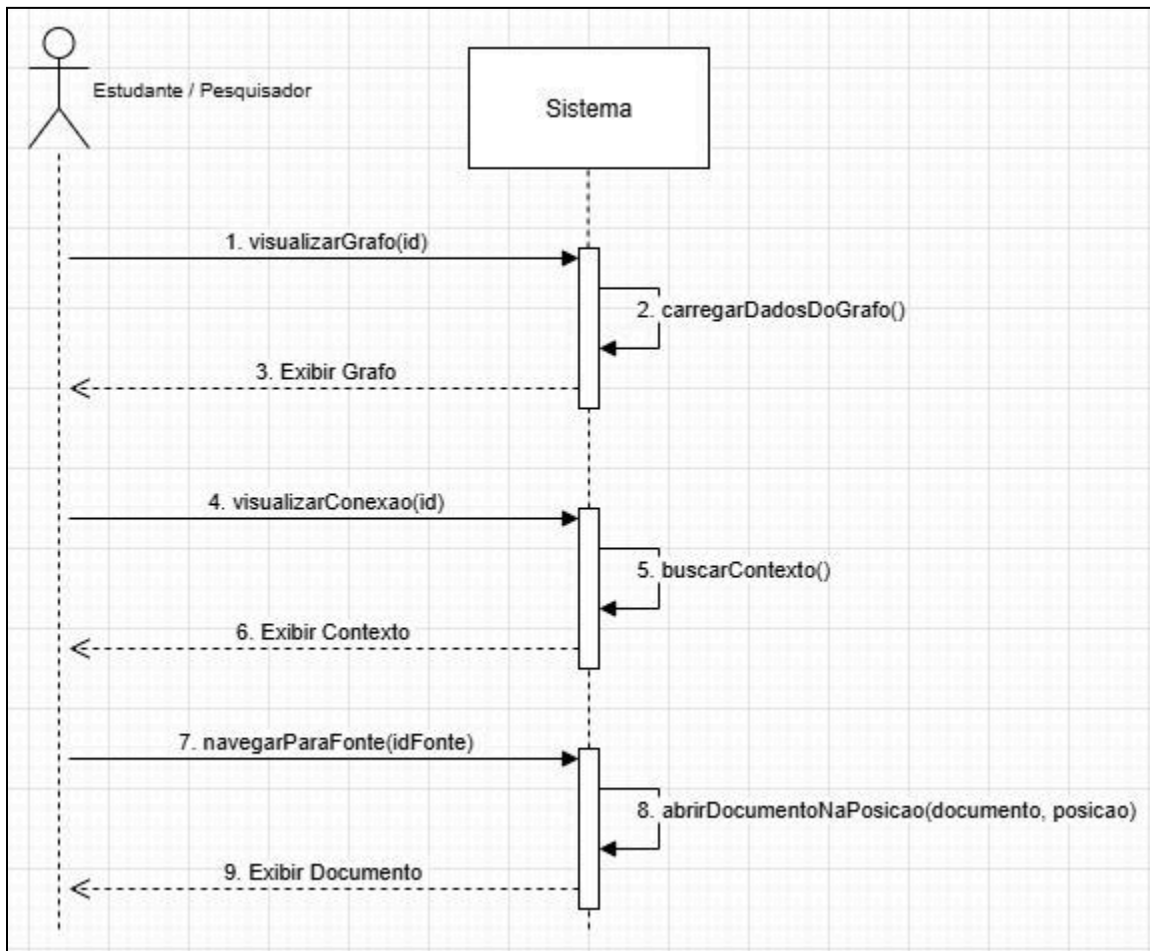 Estudante / Pesquisador
Sistema
1. visualizarGrafo(id)
2. carregarDadosDoGrafo()
3. Exibir Grafo
4. visualizarConexao(id)
5. buscarContexto()
6. Exibir Contexto
7. navegarParaFonte(idFonte)
8. abrirDocumentoNaPosicao(documento, posicao)
9. Exibir Documento